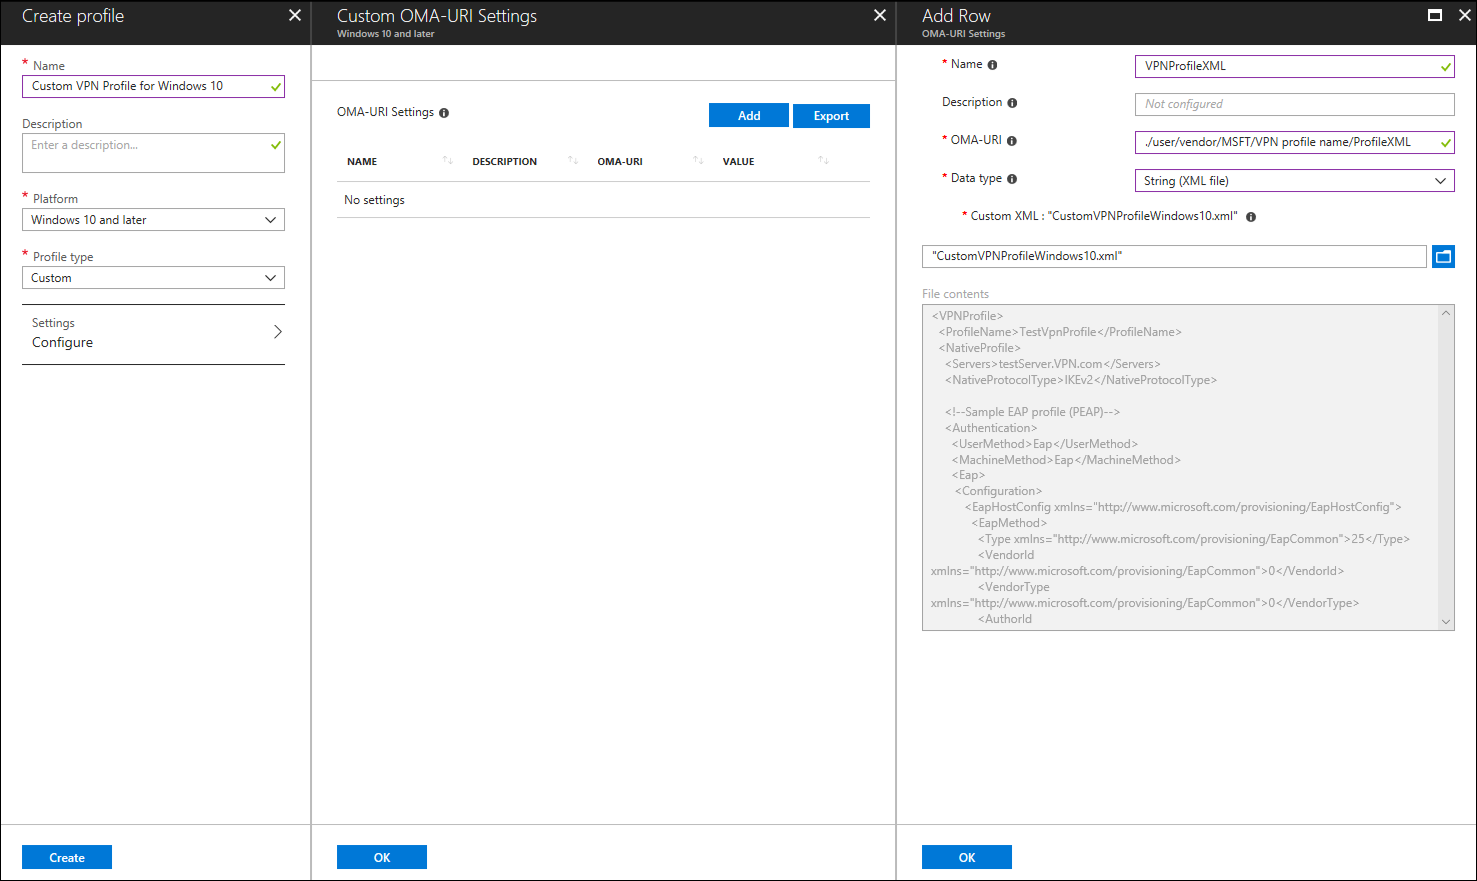 Create profile
* Name
Custom VPN Profile for Windows 10
Description
Enter a description...
* Platform
Windows 10 and later
* Profile type
Custom
Settings
Configure
Create
Custom OMA-URI Settings
Windows 10 and later
OMA-URI Settings
Add
Export
NAME DESCRIPTION OMA-URI VALUE
No settings
OK
Add Row
OMA-URI Settings
* Name
VPNProfileXML
Description
Not configured
* OMA-URI
./user/vendor/MSFT/VPN profile name/ProfileXML
* Data type
String (XML file)
* Custom XML : "CustomVPNProfileWindows10.xml"
"CustomVPNProfileWindows10.xml"
File contents
<VPNProfile>
<ProfileName>TestVpnProfile</ProfileName>
<NativeProfile>
<Servers>testServer.VPN.com</Servers>
<NativeProtocolType>IKEv2</NativeProtocolType>
<!--Sample EAP profile (PEAP)-->
<Authentication>
<UserMethod>Eap</UserMethod>
<MachineMethod>Eap</MachineMethod>
<Eap>
<Configuration>
<EapHostConfig xmlns="http://www.microsoft.com/provisioning/EapHostConfig">
<EapMethod>
<Type xmlns="http://www.microsoft.com/provisioning/EapCommon">25</Type>
<VendorId
xmlns="http://www.microsoft.com/provisioning/EapCommon">0</VendorId>
<VendorType
xmlns="http://www.microsoft.com/provisioning/EapCommon">0</VendorType>
<AuthorId
OK